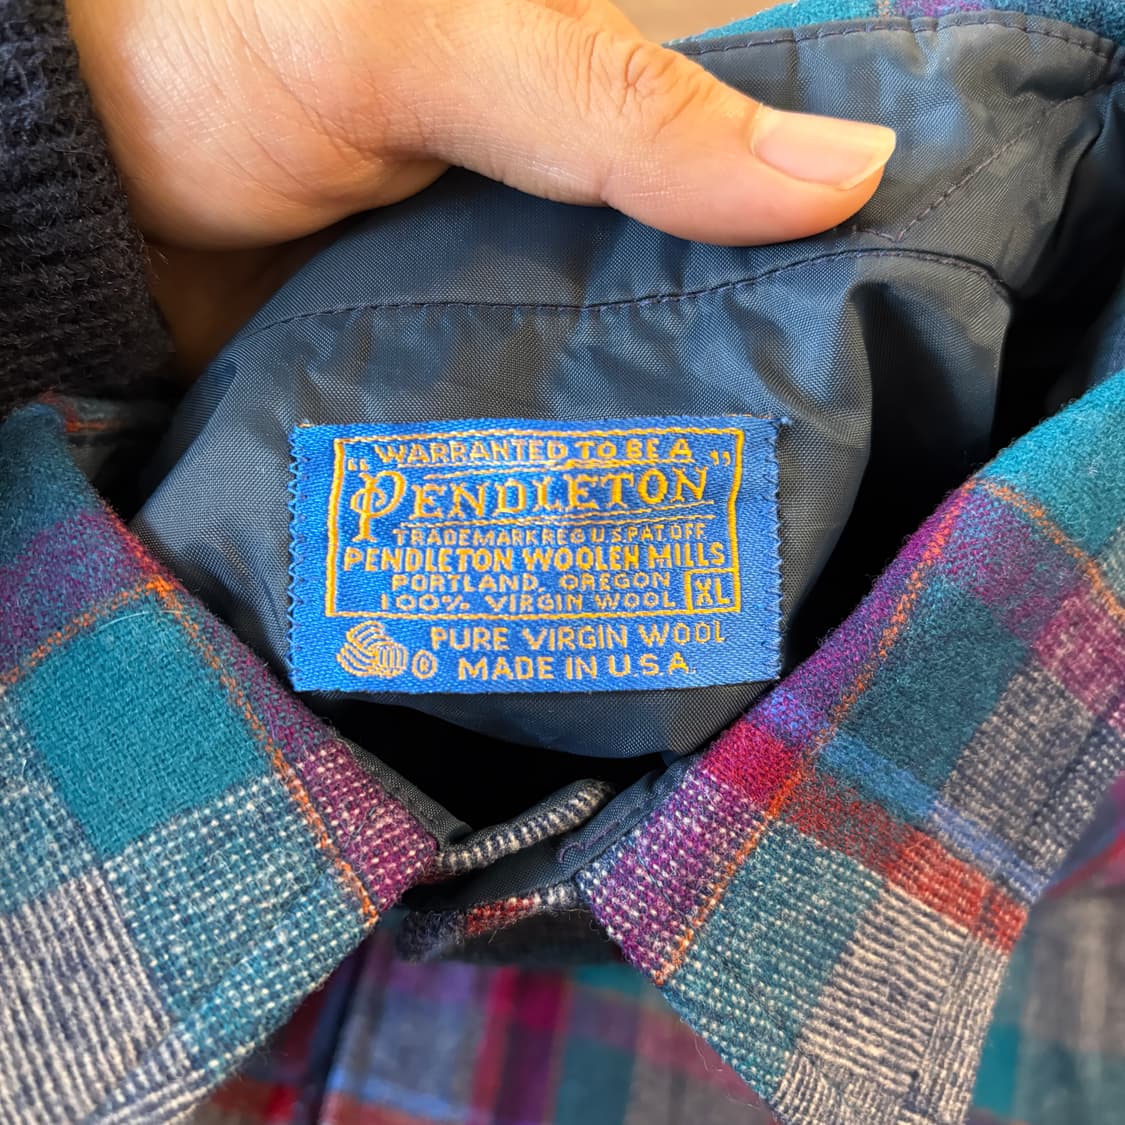 "WARRANTED TO BE A"
PENDLETON
TRADEMARK REG U.S. PAT OFF
PENDLETON WOOLEN MILLS
PORTLAND, OREGON
100% VIRGIN WOOL XL
PURE VIRGIN WOOL
® MADE IN U.S.A.